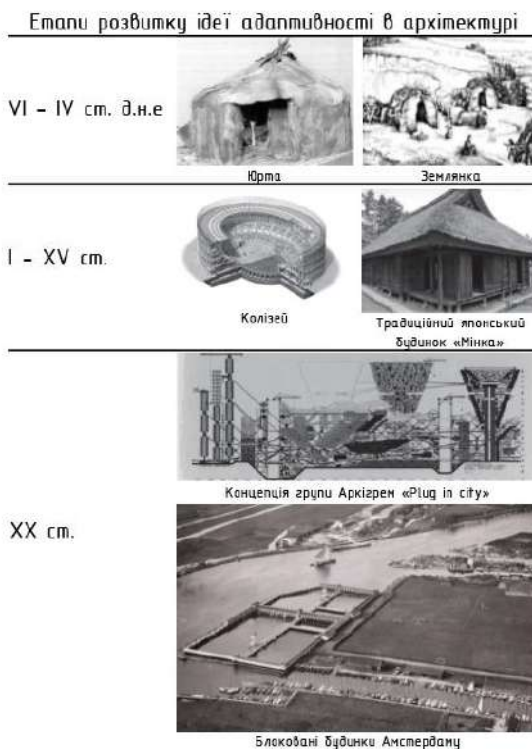 Етапи розвитку ідеї адаптивності в архітектурі
VI – IV ст. д.н.е
Юрта
Землянка
I – XV ст.
Колізей
Традиційний японський
будинок «Мінка»
Концепція групи Аркігрем «Plug in city»
XX ст.
Блоковані будинки Амстердаму